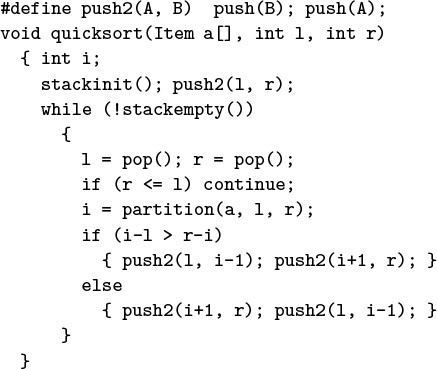 #define push2(A, B)  push(B); push(A);
void quicksort(Item a[], int l, int r)
  { int i;
    stackinit(); push2(l, r);
    while (!stackempty())
      {
        l = pop(); r = pop();
        if (r <= l) continue;
        i = partition(a, l, r);
        if (i-l > r-i)
          { push2(l, i-1); push2(i+1, r); }
        else
          { push2(i+1, r); push2(l, i-1); }
      }
  }